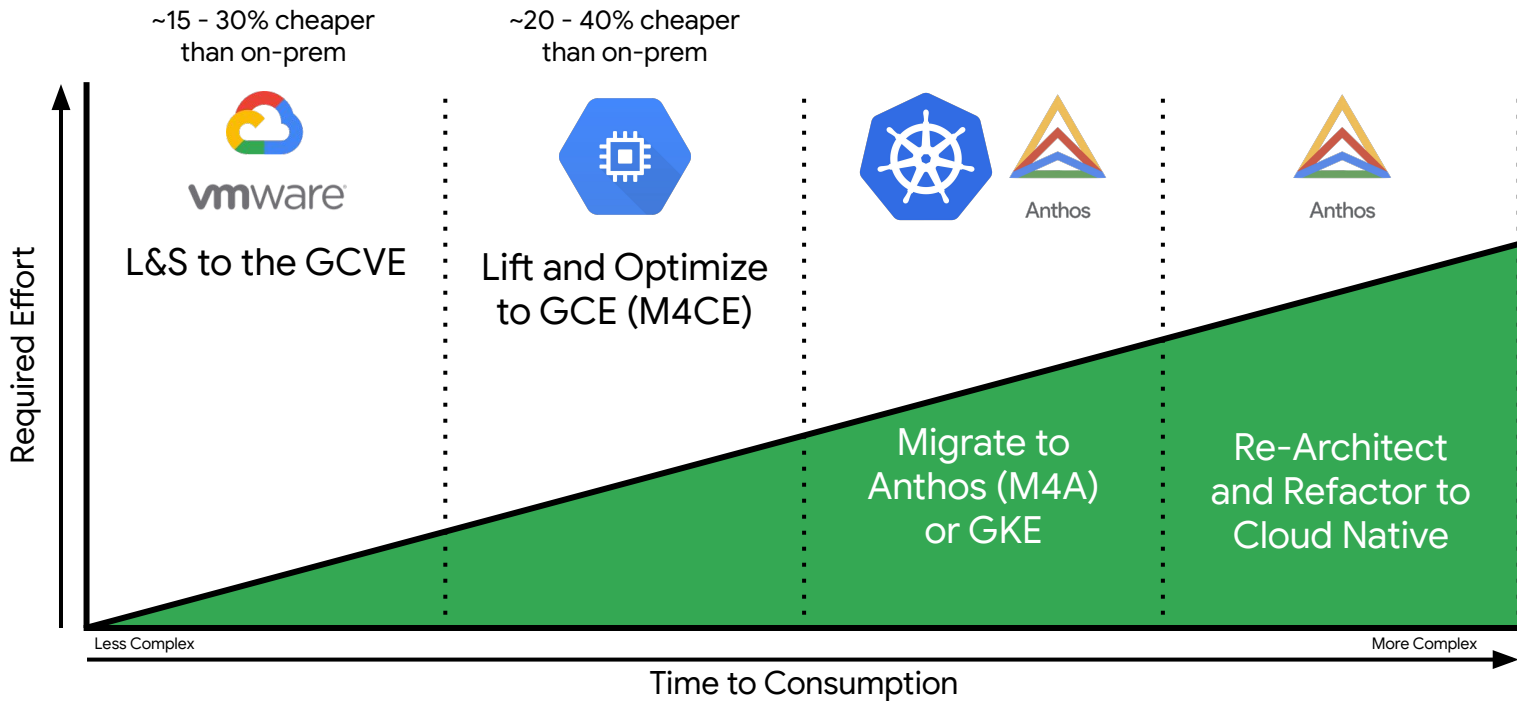 ~15 - 30% cheaper
than on-prem
~20 - 40% cheaper
than on-prem
vmware
Anthos
Anthos
L&S to the GCVE
Lift and Optimize
to GCE (M4CE)
Required Effort
Migrate to
Anthos (M4A)
or GKE
Re-Architect
and Refactor to
Cloud Native
Less Complex
More Complex
Time to Consumption